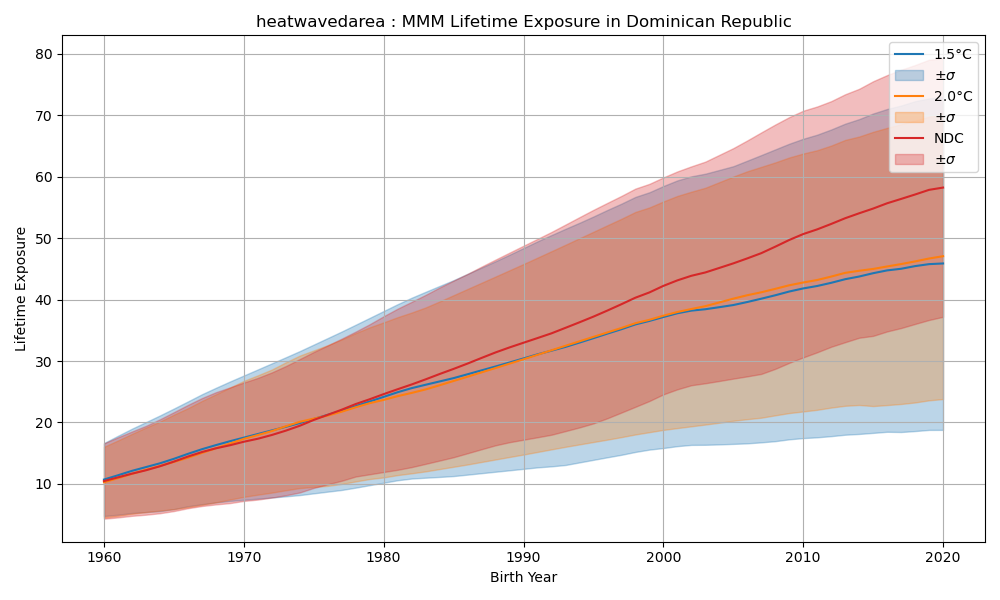 heatwavedarea : MMM Lifetime Exposure in Dominican Republic
80
70
60
50
40
30
20
10
Lifetime Exposure
1.5°C
±σ
2.0°C
±σ
NDC
±σ
1960
1970
1980
1990
2000
2010
2020
Birth Year